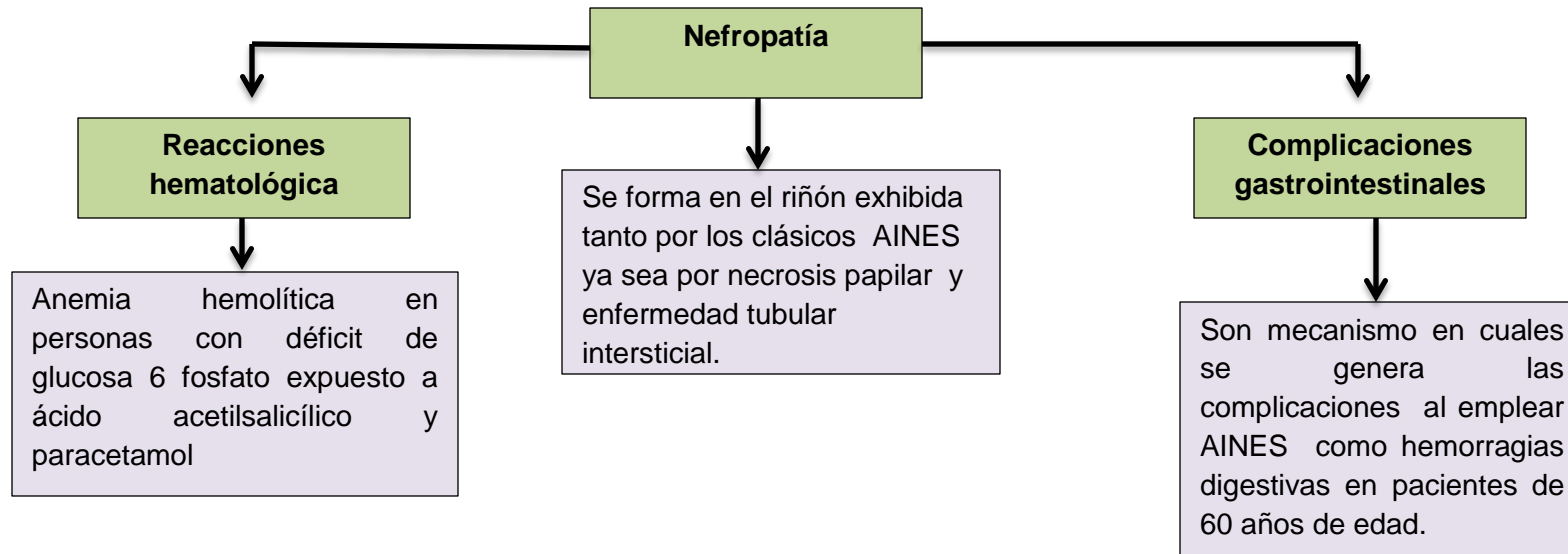 Nefropatía
Reacciones
hematológica
Complicaciones
gastrointestinales
Anemia hemolítica en
personas con déficit de
glucosa 6 fosfato expuesto a
ácido acetilsalicílico y
paracetamol
Se forma en el riñón exhibida
tanto por los clásicos AINES
ya sea por necrosis papilar y
enfermedad tubular
intersticial.
Son mecanismo en cuales
se genera las
complicaciones al emplear
AINES como hemorragias
digestivas en pacientes de
60 años de edad.